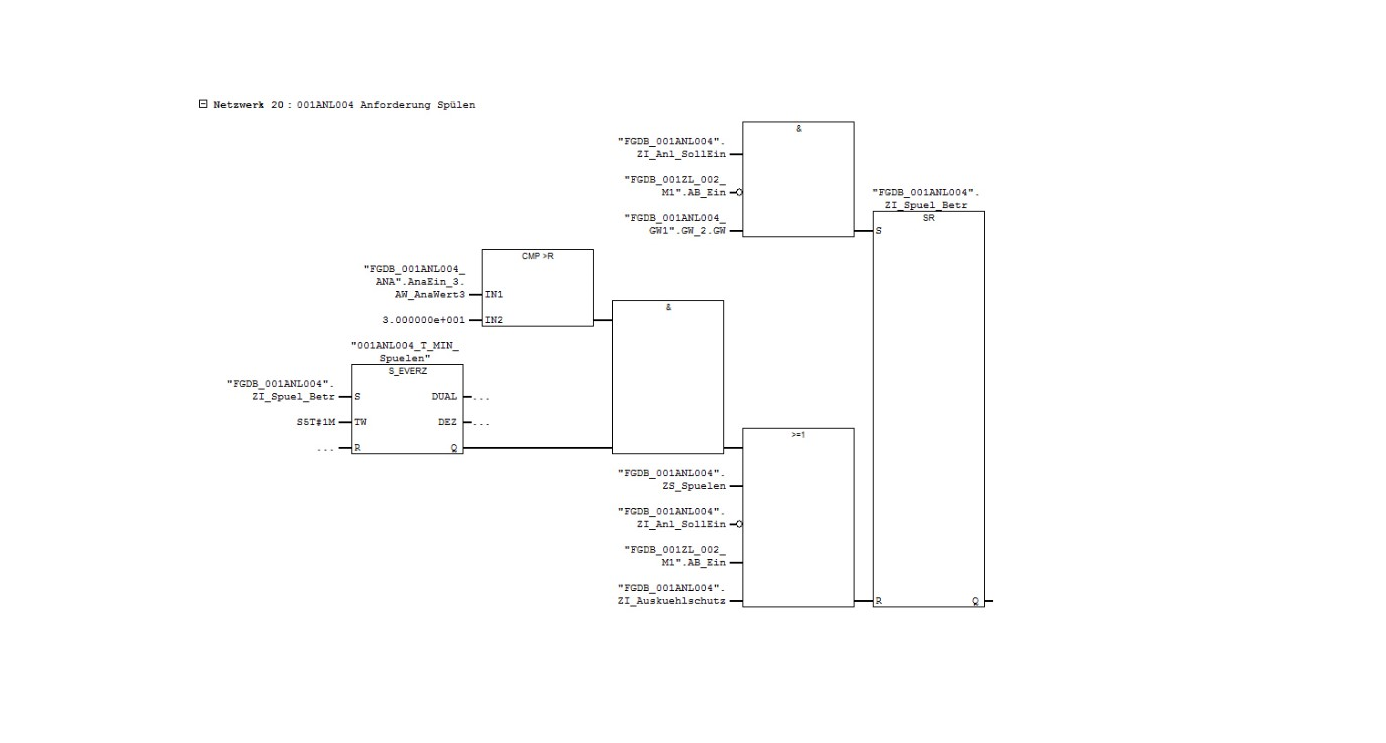 Netzwerk 20 : 001ANL004 Anforderung Spülen
&
"FGDB_001ANL004".
ZI_Anl_SollEin
"FGDB_001ZL_002_
M1".AB_Ein
"FGDB_001ANL004_
GW1".GW_2.GW
"FGDB_001ANL004".
ZI_Spuel_Betr
SR
S
CMP >R
"FGDB_001ANL004_
ANA".AnaEin_3.
AW_AnaWert3 IN1
3.000000e+001 IN2
&
"001ANL004_T_MIN_
Spuelen"
S_EVERZ
"FGDB_001ANL004".
ZI_Spuel_Betr S DUAL ...
S5T#1M TW DEZ ...
... R Q
>=1
"FGDB_001ANL004".
ZS_Spuelen
"FGDB_001ANL004".
ZI_Anl_SollEin
"FGDB_001ZL_002_
M1".AB_Ein
"FGDB_001ANL004".
ZI_Auskuehlschutz
R Q